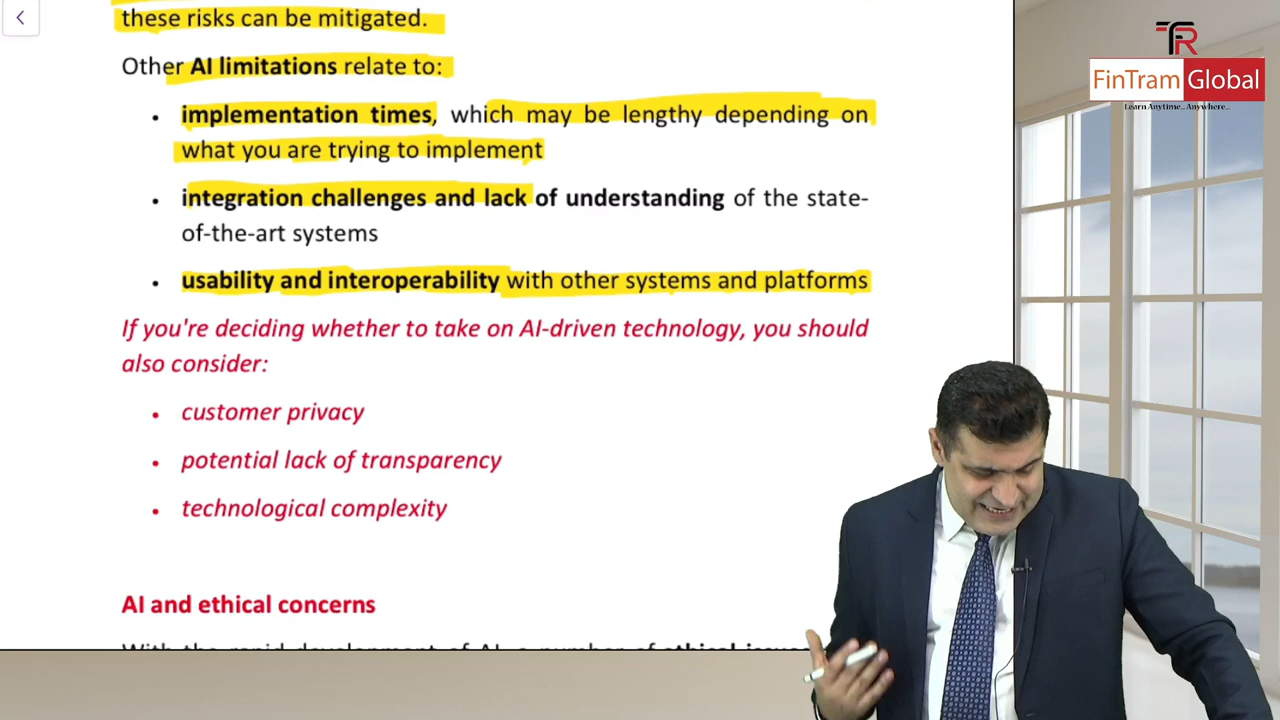 these risks can be mitigated.
Other AI limitations relate to:
• implementation times, which may be lengthy depending on
what you are trying to implement
• integration challenges and lack of understanding of the state-
of-the-art systems
• usability and interoperability with other systems and platforms
If you're deciding whether to take on AI-driven technology, you should
also consider:
• customer privacy
• potential lack of transparency
• technological complexity
AI and ethical concerns
With the rapid development of AI, a number of ethical issues
FR
FinTram Global
Learn Anytime.. Anywhere..